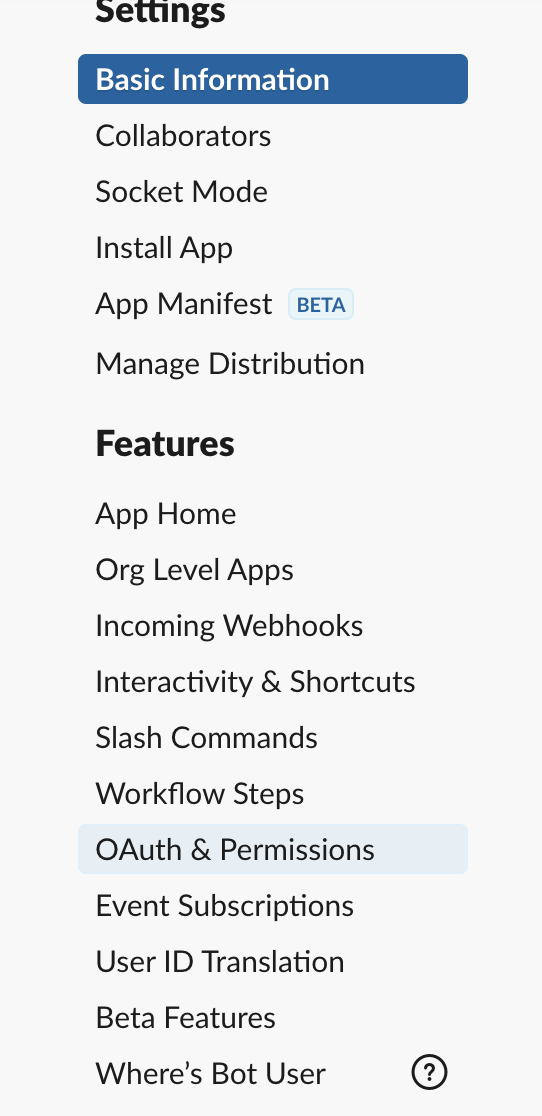 Settings
Basic Information
Collaborators
Socket Mode
Install App
App Manifest BETA
Manage Distribution
Features
App Home
Org Level Apps
Incoming Webhooks
Interactivity & Shortcuts
Slash Commands
Workflow Steps
OAuth & Permissions
Event Subscriptions
User ID Translation
Beta Features
Where’s Bot User ?